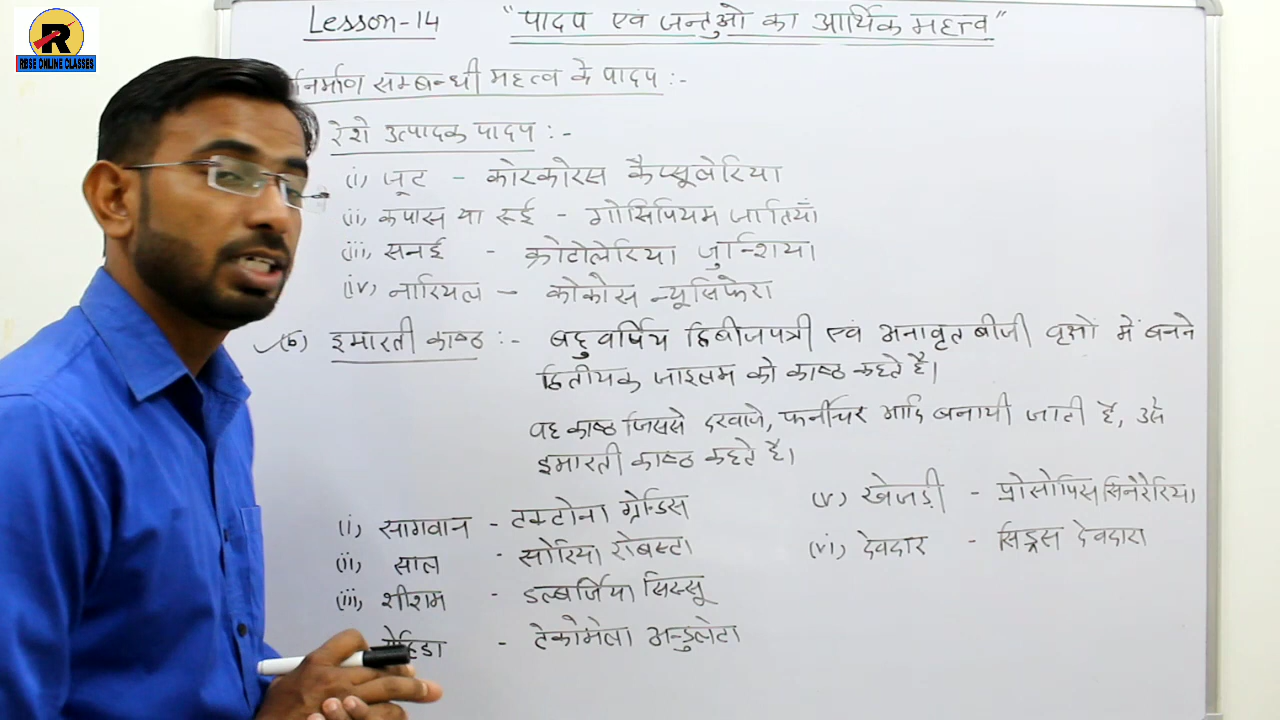 R
RBSE ONLINE CLASSES
Lesson-14 "पादप एवं जन्तुओ का आर्थिक महत्त्व"
निर्माण सम्बन्धी महत्व के पादप :-
रेशे उत्पादक पादप :-
(i) जूट - कोरकोरस कैप्सूलेरिया
(ii) कपास या रूई - गोसिपियम जातियाँ
(iii) सनई - क्रोटोलेरिया जुन्शिया
(iv) नारियल - कोकोस न्यूसिफेरा
(b) इमारती काष्ठ :- बहुवर्षिय द्विबीजपत्री एवं अनावृतबीजी वृक्षों में बनने
द्वितीयक जाइलम को काष्ठ कहते है।
वह काष्ठ जिससे दरवाजे, फर्नीचर आदि बनायी जाती है, उसे
इमारती काष्ठ कहते है।
(i) सागवान - टेक्टोना ग्रेन्डिस
(ii) साल - सोरिया रोबस्टा
(iii) शीशम - डल्बर्जिया सिस्सू
रोहिडा - टेकोमेला अन्डुलेटा
(v) खेजड़ी - प्रोसोपिस सिनेरेरिया
(vi) देवदार - सिड्रस देवदारा